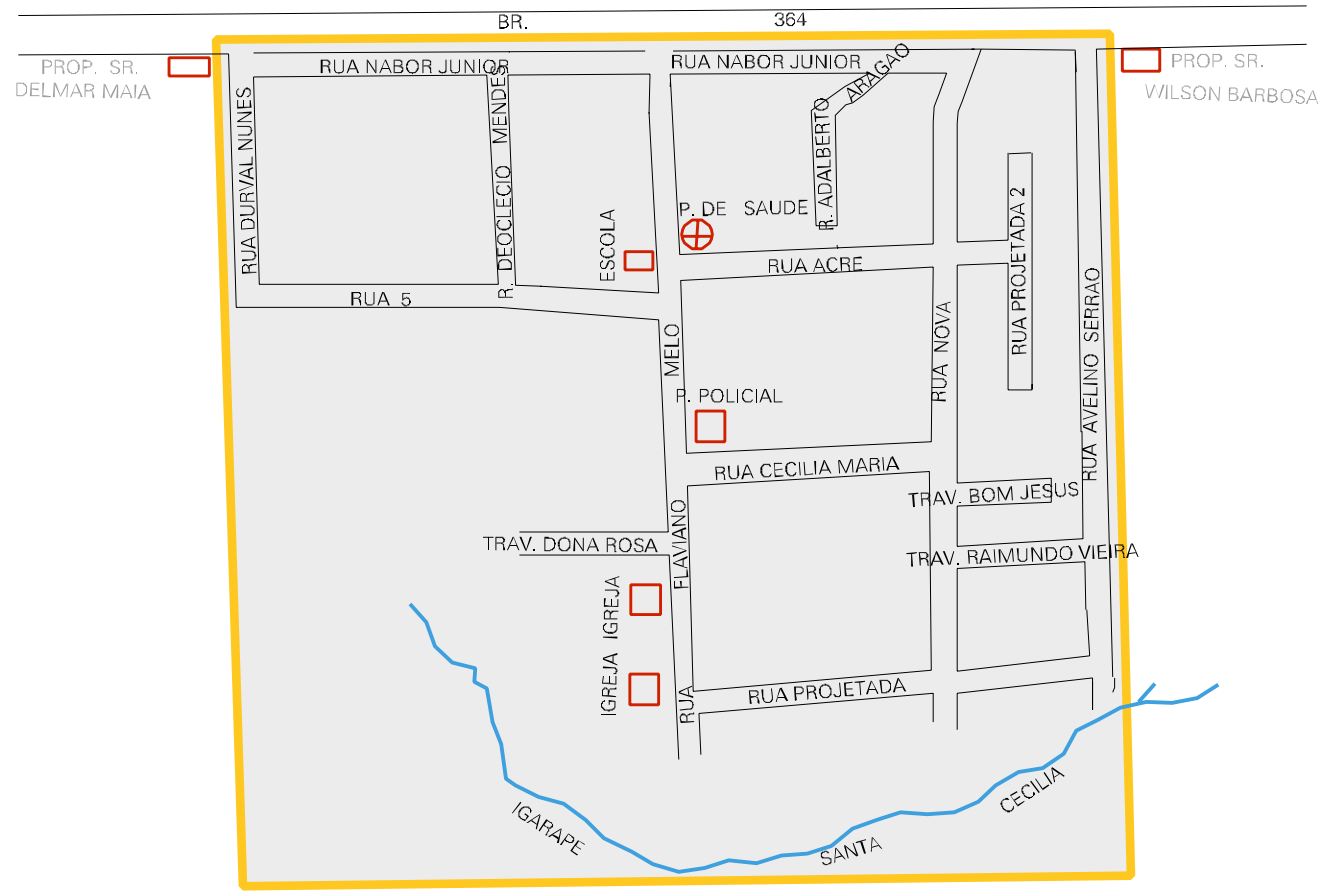 BR. 364
PROP. SR.
DELMAR MAIA
RUA NABOR JUNIOR
RUA NABOR JUNIOR
PROP. SR.
WILSON BARBOSA
RUA DURVAL NUNES
R. DEOCLECIO MENDES
R. ADALBERTO ARAGAO
P. DE SAUDE
ESCOLA
RUA ACRE
RUA PROJETADA 2
RUA 5
RUA NOVA
RUA AVELINO SERRAO
P. POLICIAL
RUA CECILIA MARIA
TRAV. BOM JESUS
TRAV. DONA ROSA
TRAV. RAIMUNDO VIEIRA
RUA FLAVIANO MELO
IGREJA
IGREJA
RUA PROJETADA
IGARAPE SANTA CECILIA